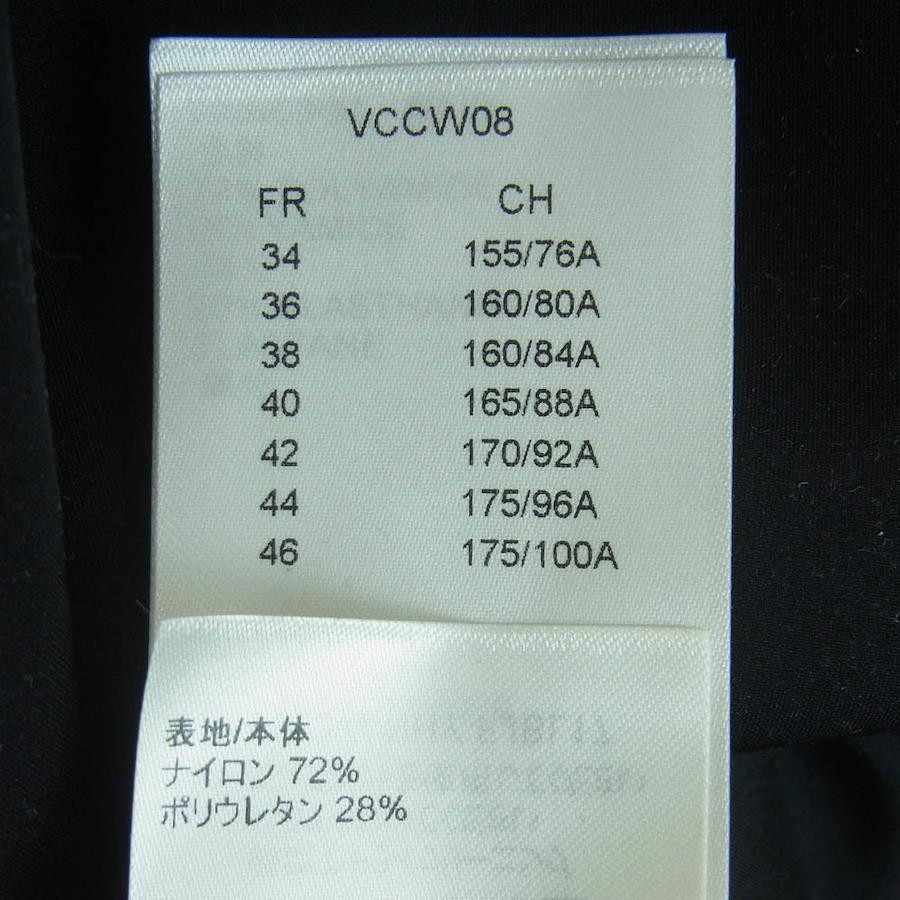 VCCW08
FR CH
34 155/76A
36 160/80A
38 160/84A
40 165/88A
42 170/92A
44 175/96A
46 175/100A
表地/本体
ナイロン 72%
ポリウレタン 28%